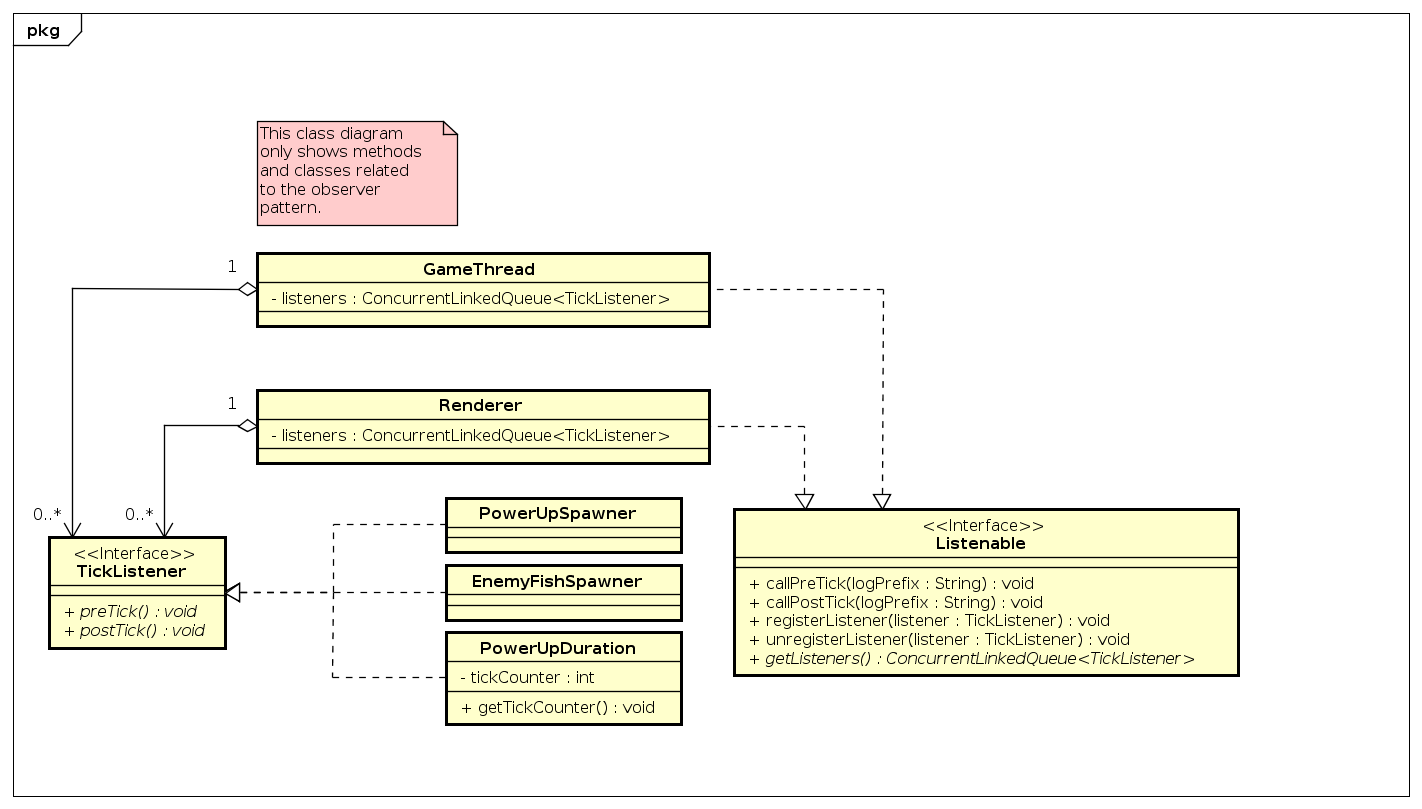 pkg
This class diagram
only shows methods
and classes related
to the observer
pattern.
1
GameThread
- listeners : ConcurrentLinkedQueue<TickListener>
1
Renderer
- listeners : ConcurrentLinkedQueue<TickListener>
0..*
0..*
<<Interface>>
TickListener
+ preTick() : void
+ postTick() : void
PowerUpSpawner
EnemyFishSpawner
PowerUpDuration
- tickCounter : int
+ getTickCounter() : void
<<Interface>>
Listenable
+ callPreTick(logPrefix : String) : void
+ callPostTick(logPrefix : String) : void
+ registerListener(listener : TickListener) : void
+ unregisterListener(listener : TickListener) : void
+ getListeners() : ConcurrentLinkedQueue<TickListener>